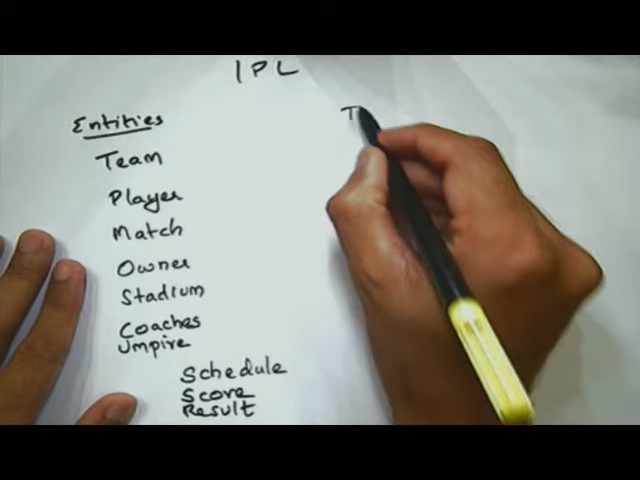 IPL
Entities
T
Team
Player
Match
Owner
Stadium
Coaches
Umpire
Schedule
Score
Result